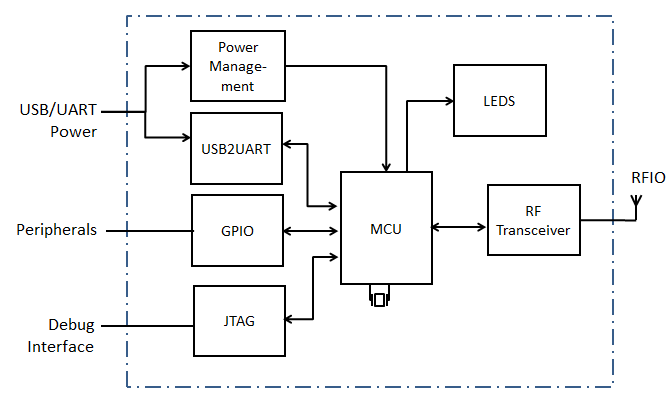 Power
Manage-
ment
LEDS
USB/UART
Power
USB2UART
RFIO
Peripherals
GPIO
MCU
RF
Transceiver
Debug
Interface
JTAG